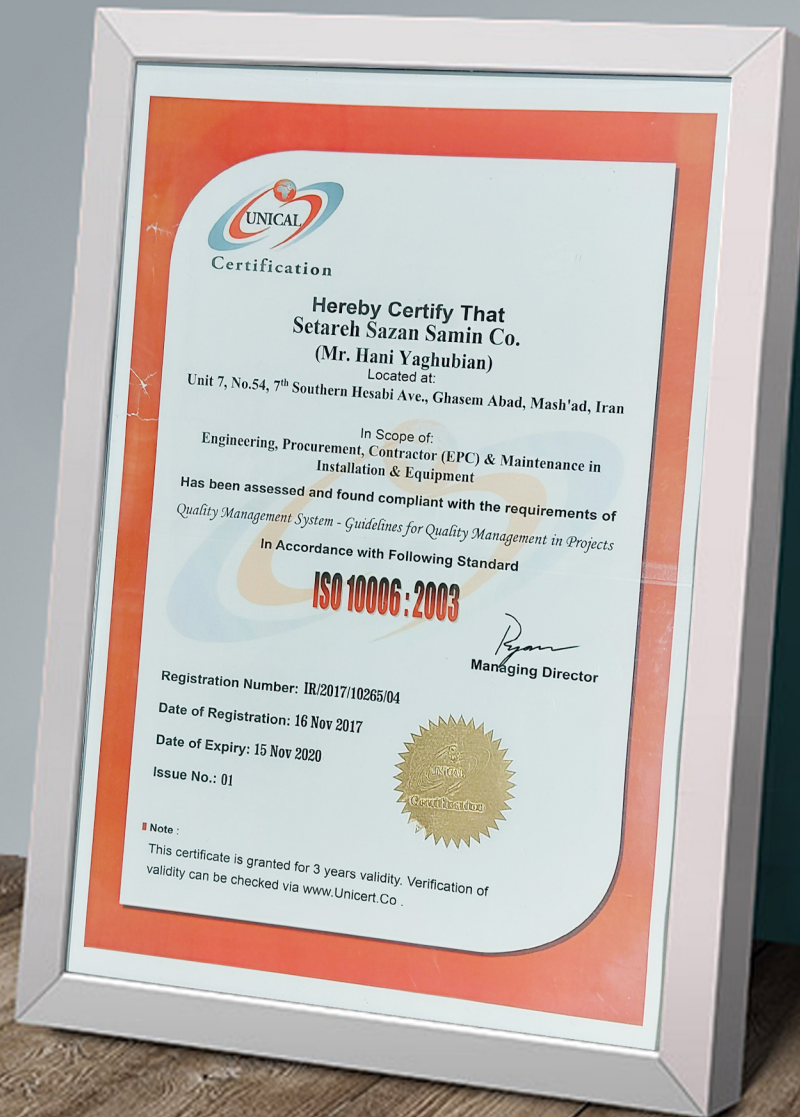 UNICAL
Certification
Hereby Certify That
Setareh Sazan Samin Co.
(Mr. Hani Yaghubian)
Located at:
Unit 7, No.54, 7th Southern Hesabi Ave., Ghasem Abad, Mash'ad, Iran
In Scope of:
Engineering, Procurement, Contractor (EPC) & Maintenance in
Installation & Equipment
Has been assessed and found compliant with the requirements of
Quality Management System - Guidelines for Quality Management in Projects
In Accordance with Following Standard
ISO 10006 : 2003
Managing Director
Registration Number: IR/2017/10265/04
Date of Registration: 16 Nov 2017
Date of Expiry: 15 Nov 2020
Issue No.: 01
UNICAL
Certification
Note :
This certificate is granted for 3 years validity. Verification of
validity can be checked via www.Unicert.Co .